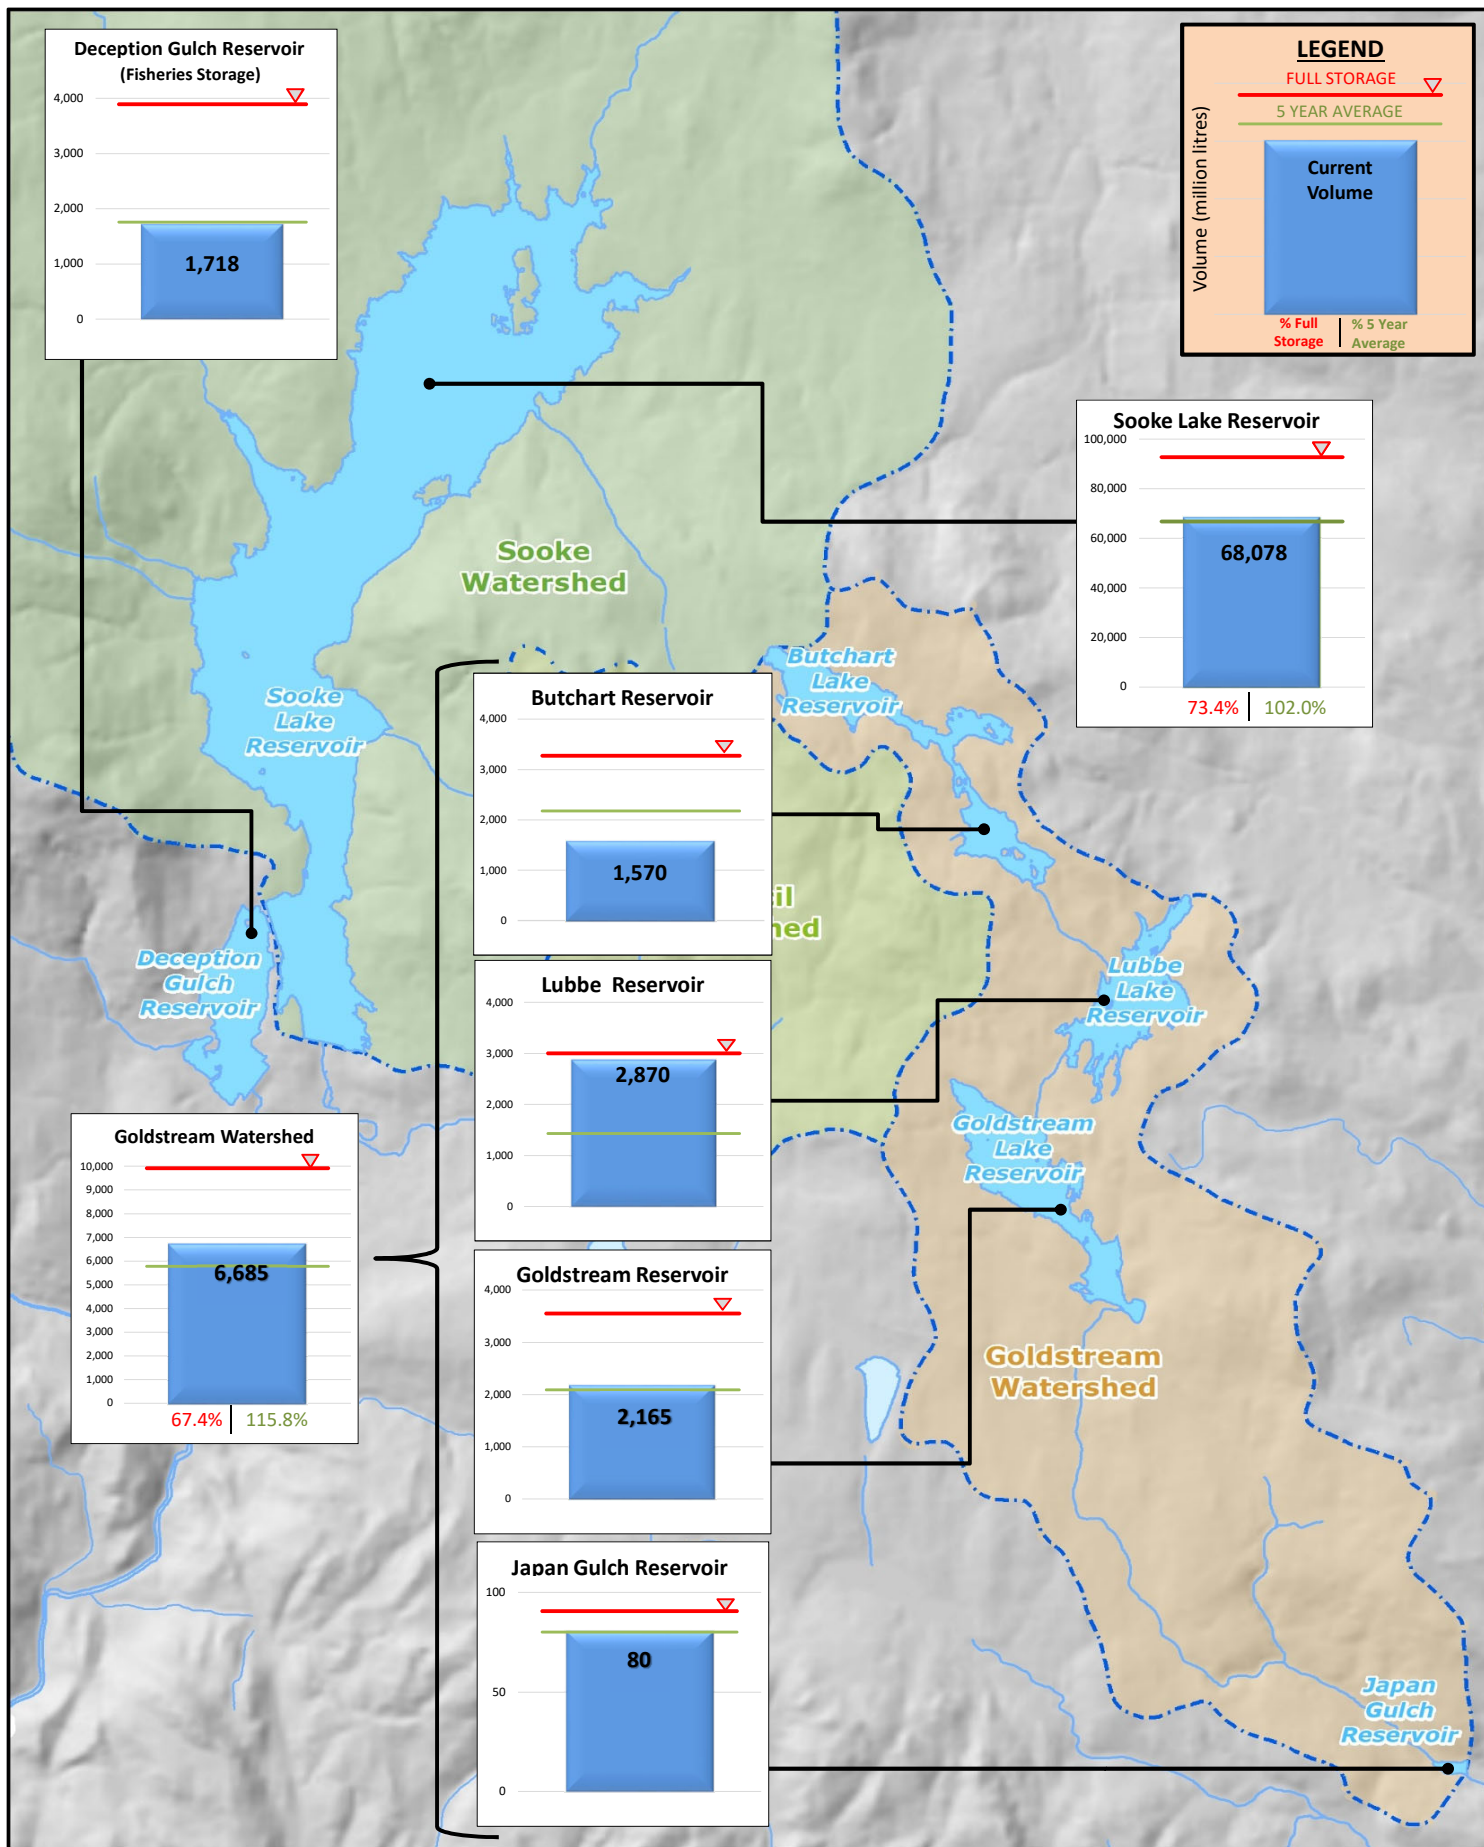 Deception Gulch Reservoir
(Fisheries Storage)
4,000
3,000
2,000
1,000
0
1,718
LEGEND
FULL STORAGE
5 YEAR AVERAGE
Volume (million litres)
Current
Volume
% Full
Storage
% 5 Year
Average
Sooke Lake Reservoir
100,000
80,000
60,000
40,000
20,000
0
68,078
73.4%
102.0%
Sooke
Watershed
Butchart
Lake
Reservoir
Sooke
Lake
Reservoir
Butchart Reservoir
4,000
3,000
2,000
1,000
0
1,570
il
hed
Deception
Gulch
Reservoir
Lubbe Reservoir
4,000
3,000
2,000
1,000
0
2,870
Lubbe
Lake
Reservoir
Goldstream
Lake
Reservoir
Goldstream Watershed
10,000
9,000
8,000
7,000
6,000
5,000
4,000
3,000
2,000
1,000
0
6,685
67.4%
115.8%
Goldstream Reservoir
4,000
3,000
2,000
1,000
0
2,165
Goldstream
Watershed
Japan Gulch Reservoir
100
50
0
80
Japan
Gulch
Reservoir